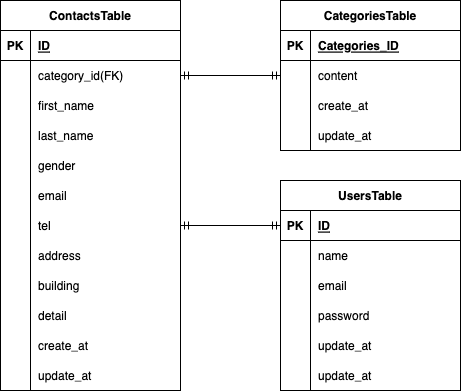 ContactsTable
PK ID
category_id(FK)
first_name
last_name
gender
email
tel
address
building
detail
create_at
update_at
CategoriesTable
PK Categories_ID
content
create_at
update_at
UsersTable
PK ID
name
email
password
update_at
update_at